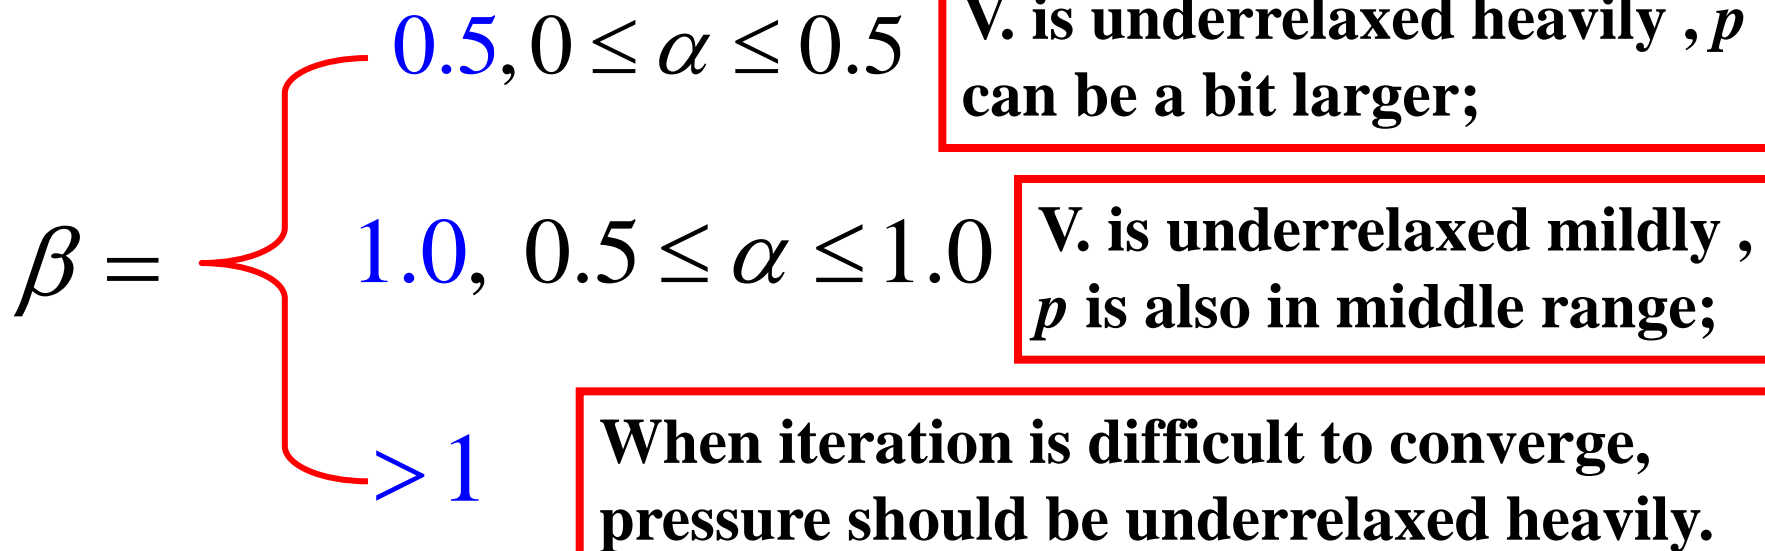 0.5, 0 ≤ α ≤ 0.5
V. is underrelaxed heavily , p
can be a bit larger;
β =
1.0, 0.5 ≤ α ≤ 1.0
V. is underrelaxed mildly ,
p is also in middle range;
> 1
When iteration is difficult to converge,
pressure should be underrelaxed heavily.